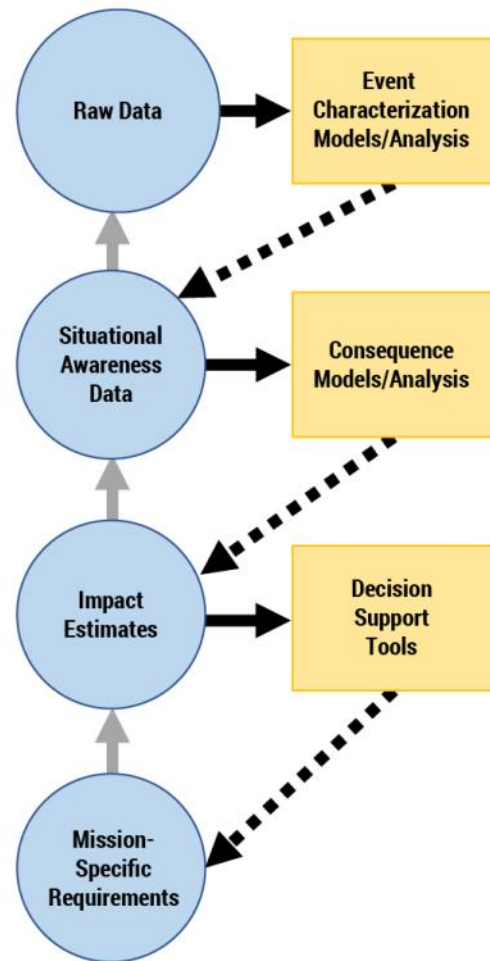 Raw Data
Event
Characterization
Models/Analysis
Situational
Awareness
Data
Consequence
Models/Analysis
Impact
Estimates
Decision
Support
Tools
Mission-
Specific
Requirements